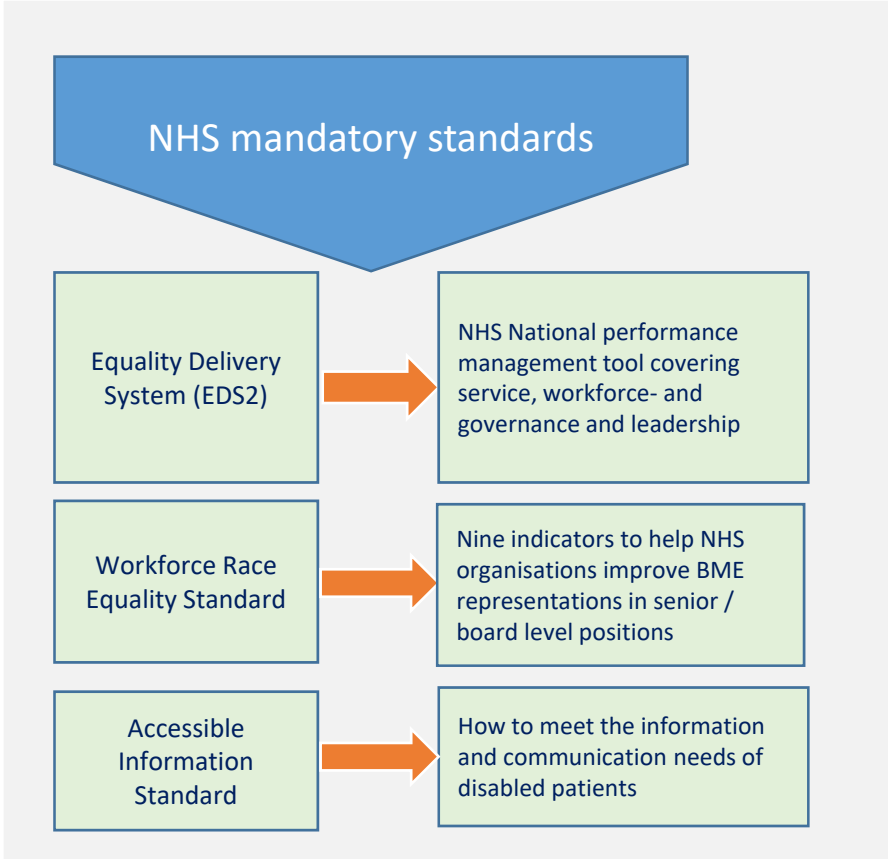 NHS mandatory standards
Equality Delivery
System (EDS2)
NHS National performance
management tool covering
service, workforce- and
governance and leadership
Workforce Race
Equality Standard
Nine indicators to help NHS
organisations improve BME
representations in senior /
board level positions
Accessible
Information
Standard
How to meet the information
and communication needs of
disabled patients